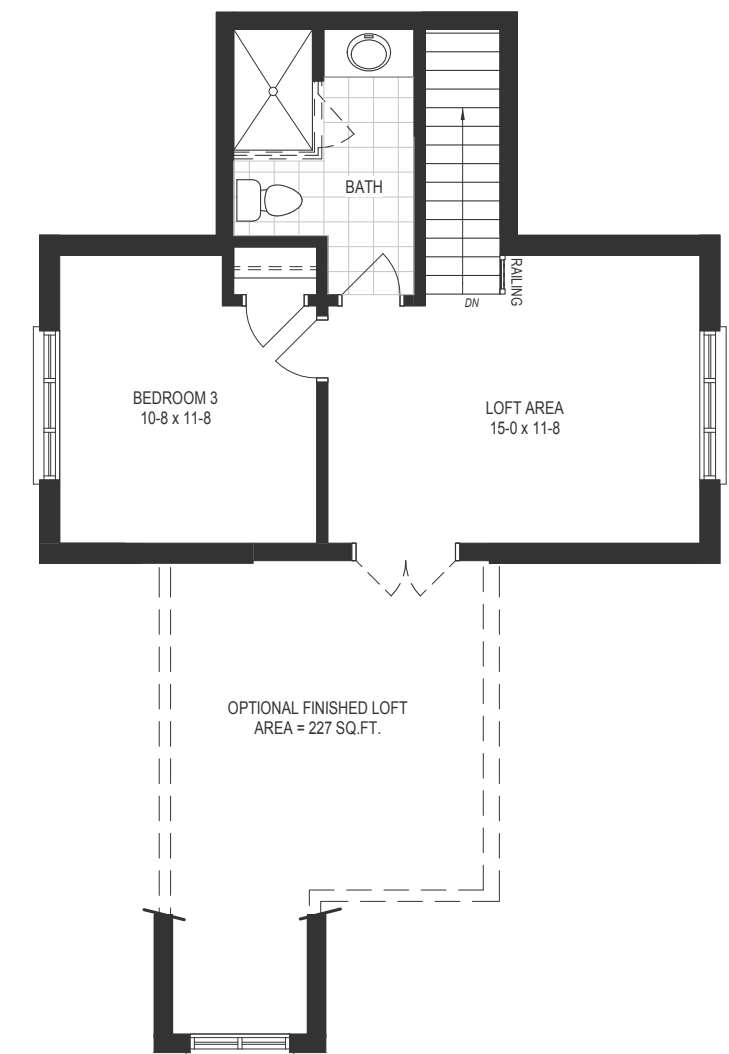 BATH
RAILING
DN
BEDROOM 3
10-8 x 11-8
LOFT AREA
15-0 x 11-8
OPTIONAL FINISHED LOFT
AREA = 227 SQ.FT.